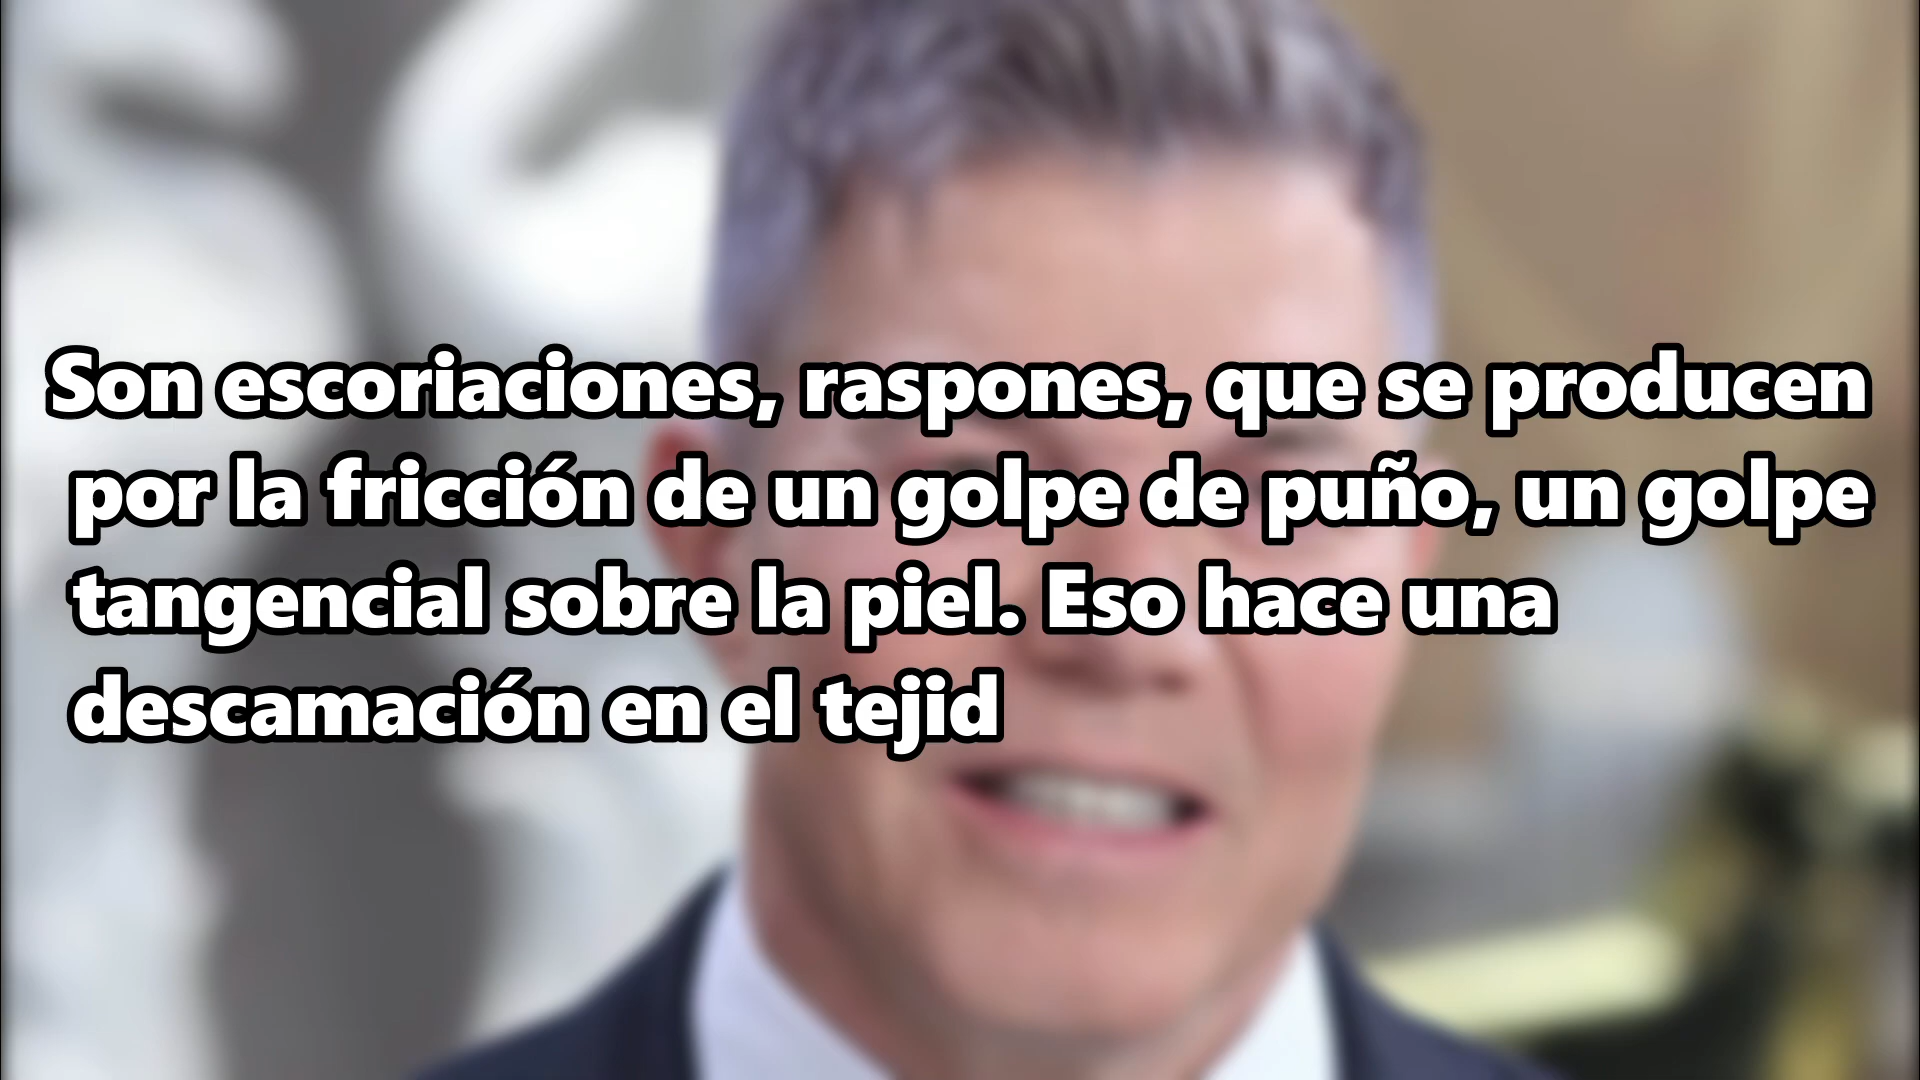 Son escoriaciones, raspones, que se producen
por la fricción de un golpe de puño, un golpe
tangencial sobre la piel. Eso hace una
descamación en el tejid